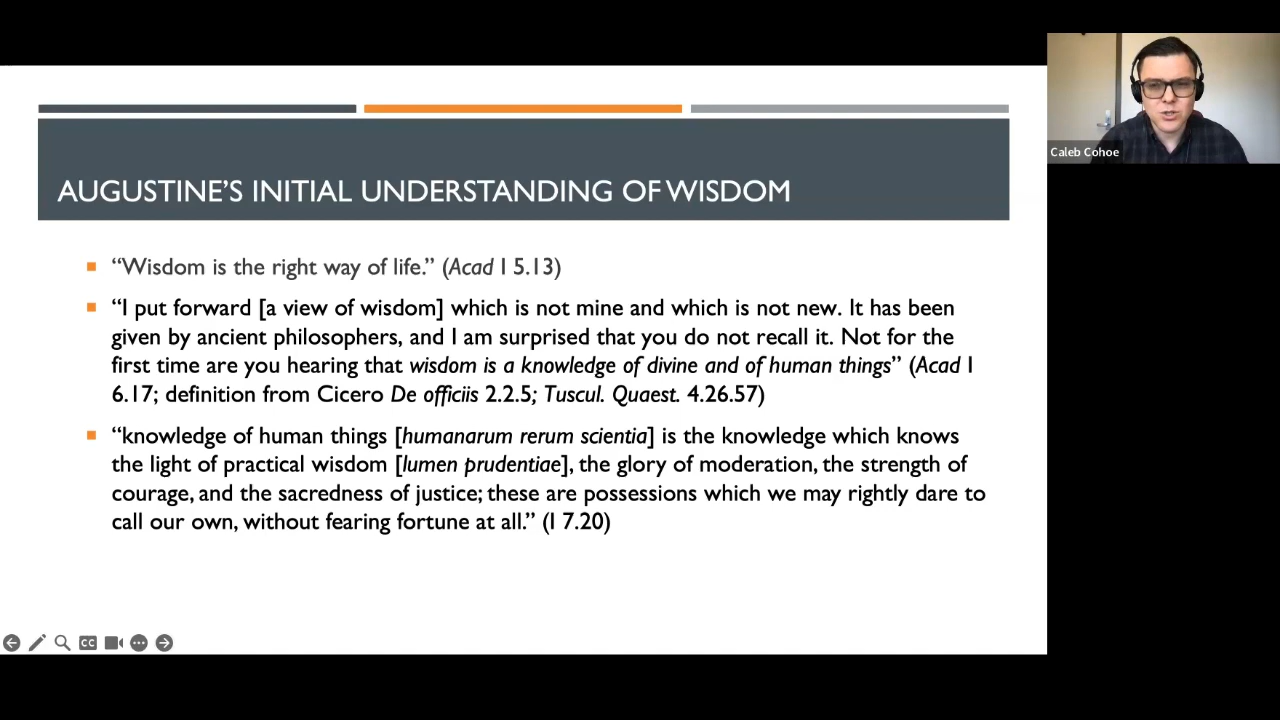 AUGUSTINE'S INITIAL UNDERSTANDING OF WISDOM
“Wisdom is the right way of life.” (Acad I 5.13)
“I put forward [a view of wisdom] which is not mine and which is not new. It has been
given by ancient philosophers, and I am surprised that you do not recall it. Not for the
first time are you hearing that wisdom is a knowledge of divine and of human things” (Acad I
6.17; definition from Cicero De officiis 2.2.5; Tuscul. Quaest. 4.26.57)
“knowledge of human things [humanarum rerum scientia] is the knowledge which knows
the light of practical wisdom [lumen prudentiae], the glory of moderation, the strength of
courage, and the sacredness of justice; these are possessions which we may rightly dare to
call our own, without fearing fortune at all.” (I 7.20)
Caleb Cohoe
CC